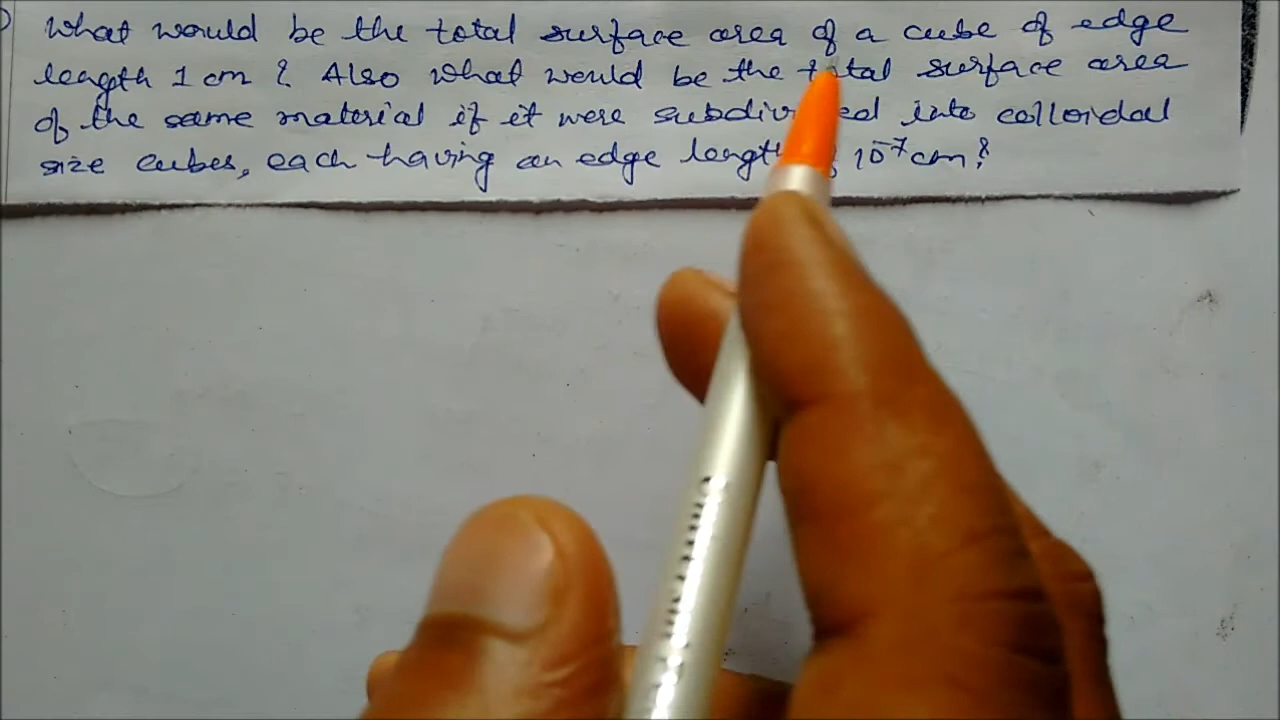 What would be the total surface area of a cube of edge
length 1 cm ? Also what would be the total surface area
of the same material if it were subdivided into colloidal
size cubes, each having an edge length 10⁻⁷ cm ?